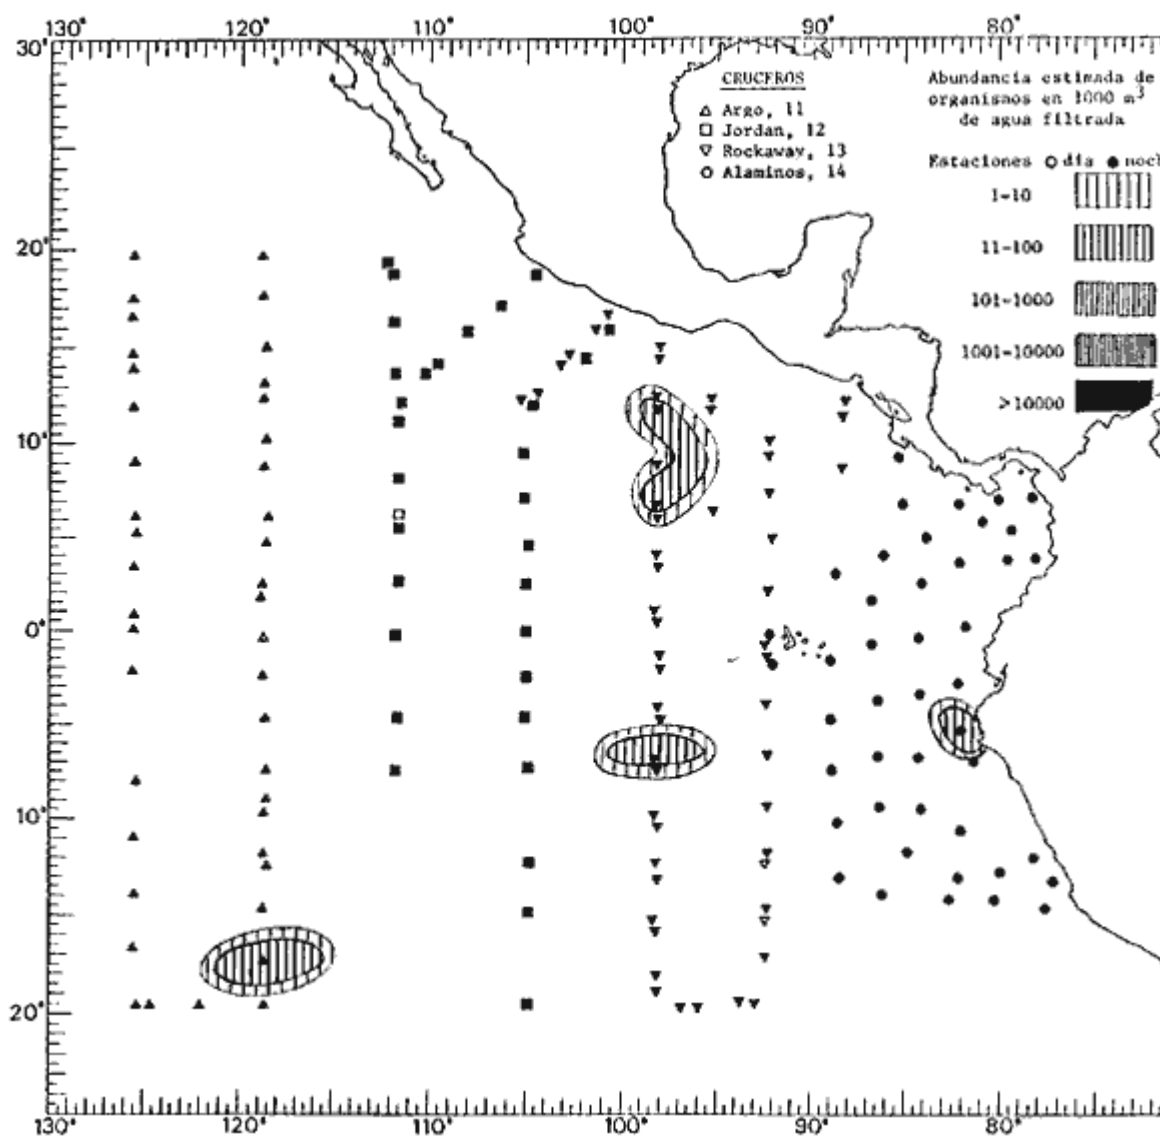 130° 120° 110° 100° 90° 80°
30°
20°
10°
0°
10°
20°
CRUCEROS
△ Argo, 11
□ Jordan, 12
▽ Rockaway, 13
○ Alaminos, 14
Abundancia estimada de
organismos en 1000 m³
de agua filtrada
Estaciones ○ dia ● noch
1-10
11-100
101-1000
1001-10000
>10000
130° 120° 110° 100° 90° 80°